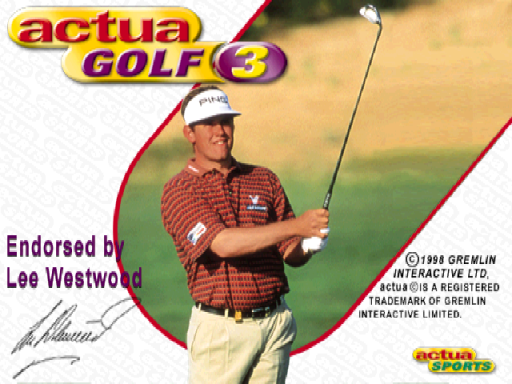 actua
GOLF 3
PING
Endorsed by
Lee Westwood
©1998 GREMLIN
INTERACTIVE LTD,
actua ©IS A REGISTERED
TRADEMARK OF GREMLIN
INTERACTIVE LIMITED.
actua
SPORTS